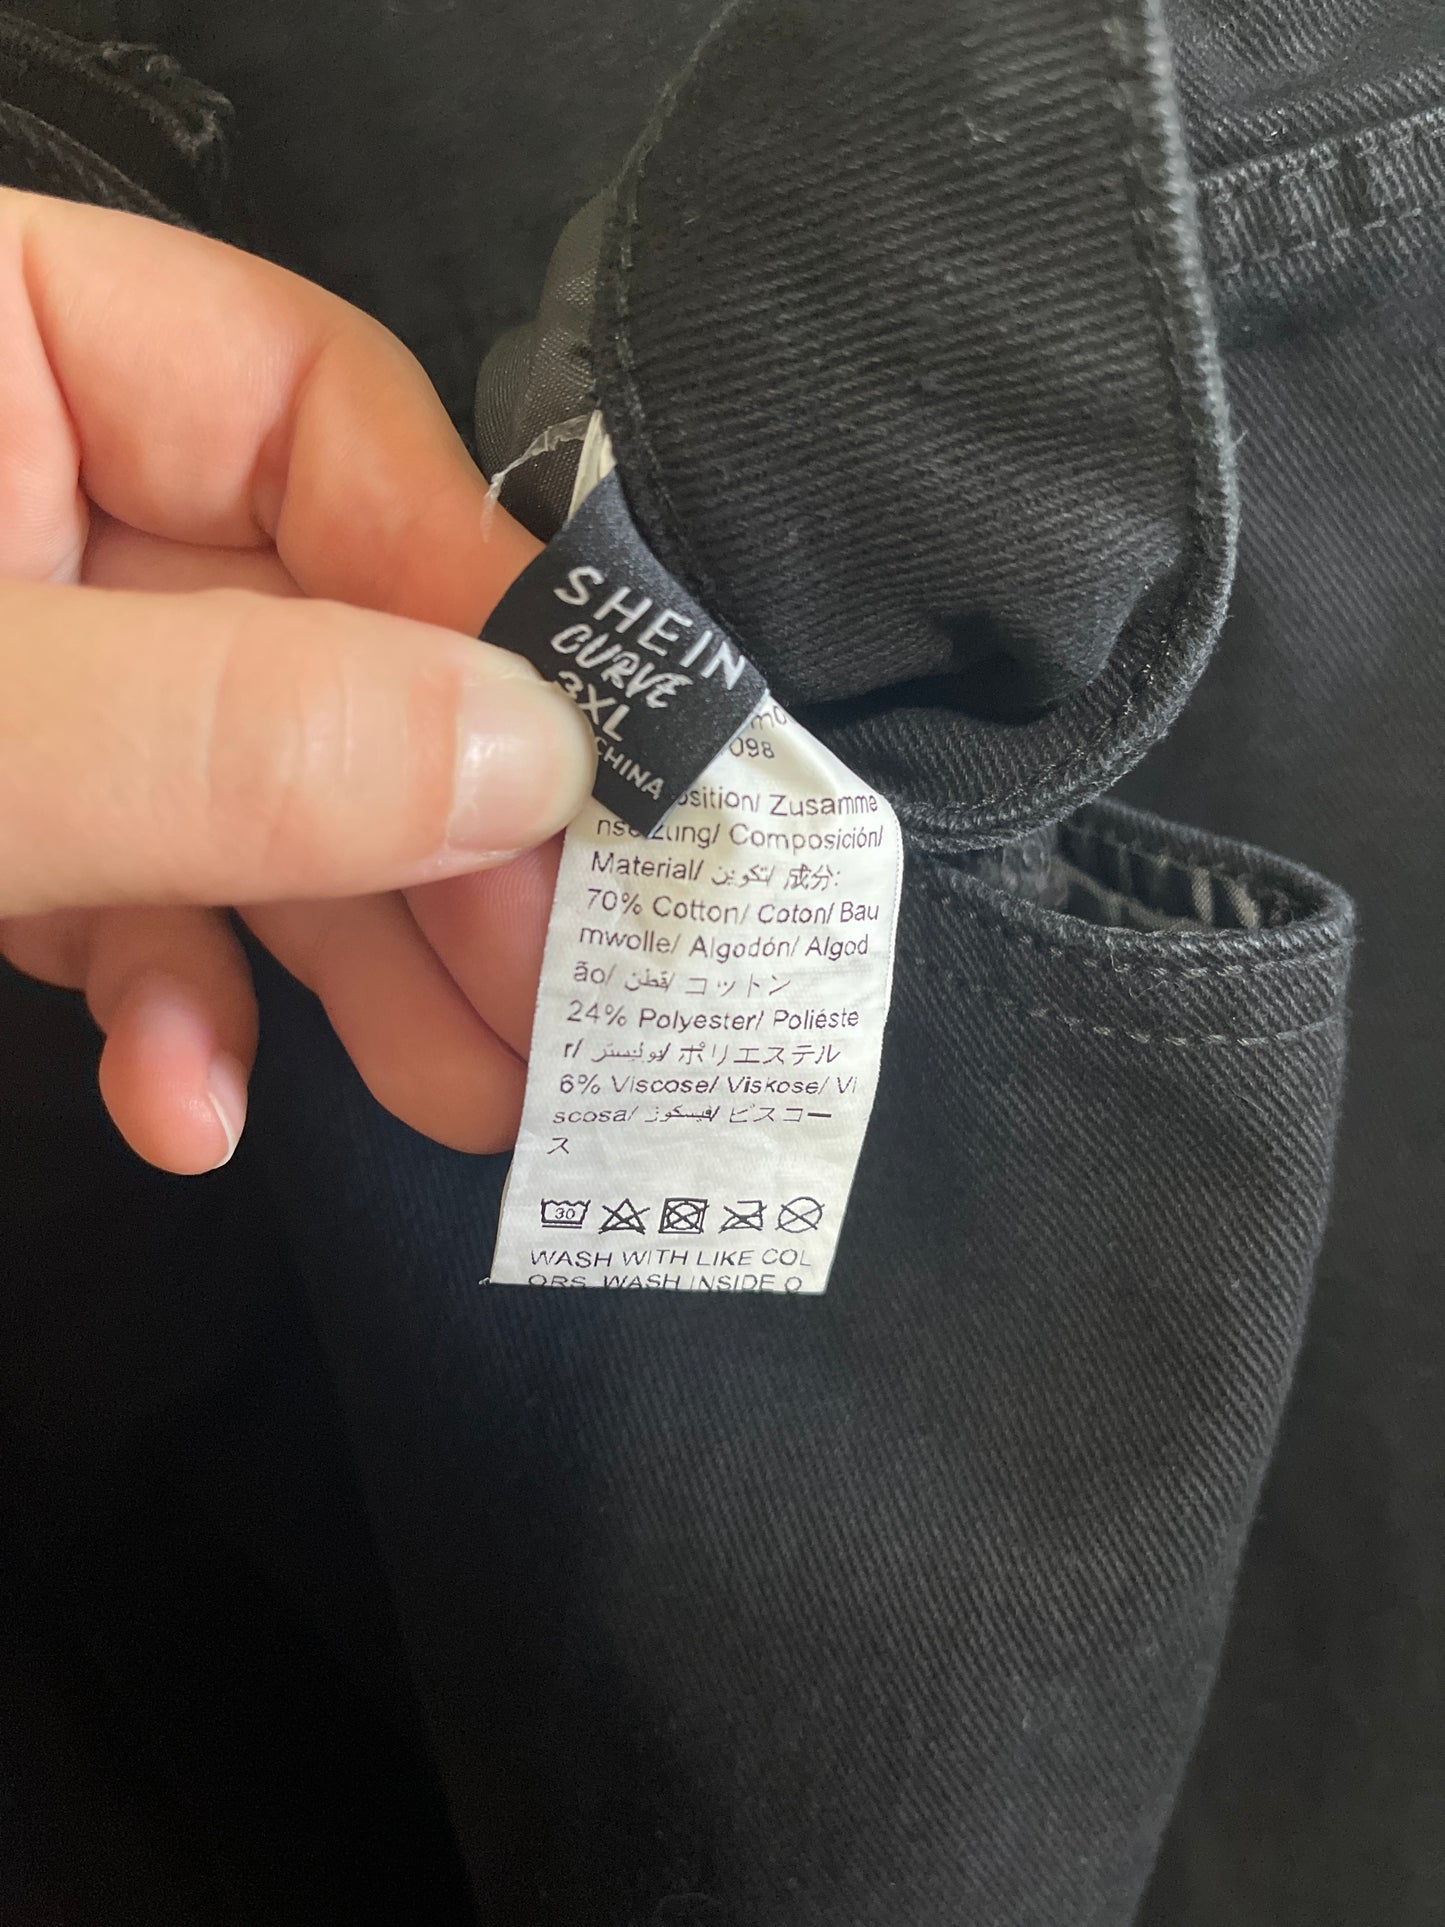 SHEIN
CURVE
3XL
CHINA
098
Zusamme
Composición/
Material/ تكوين/ 成分:
70% Cotton/ Coton/ Bau
mwolle/ Algodón/ Algod
ão/ قطن/ コットン
24% Polyester/ Poliéste
r/ بوليستر/ ポリエステル
6% Viscose/ Viskose/ Vi
scosa/ فيسكوز/ ビスコー
ス
30
WASH WITH LIKE COL
ORS. WASH INSIDE O